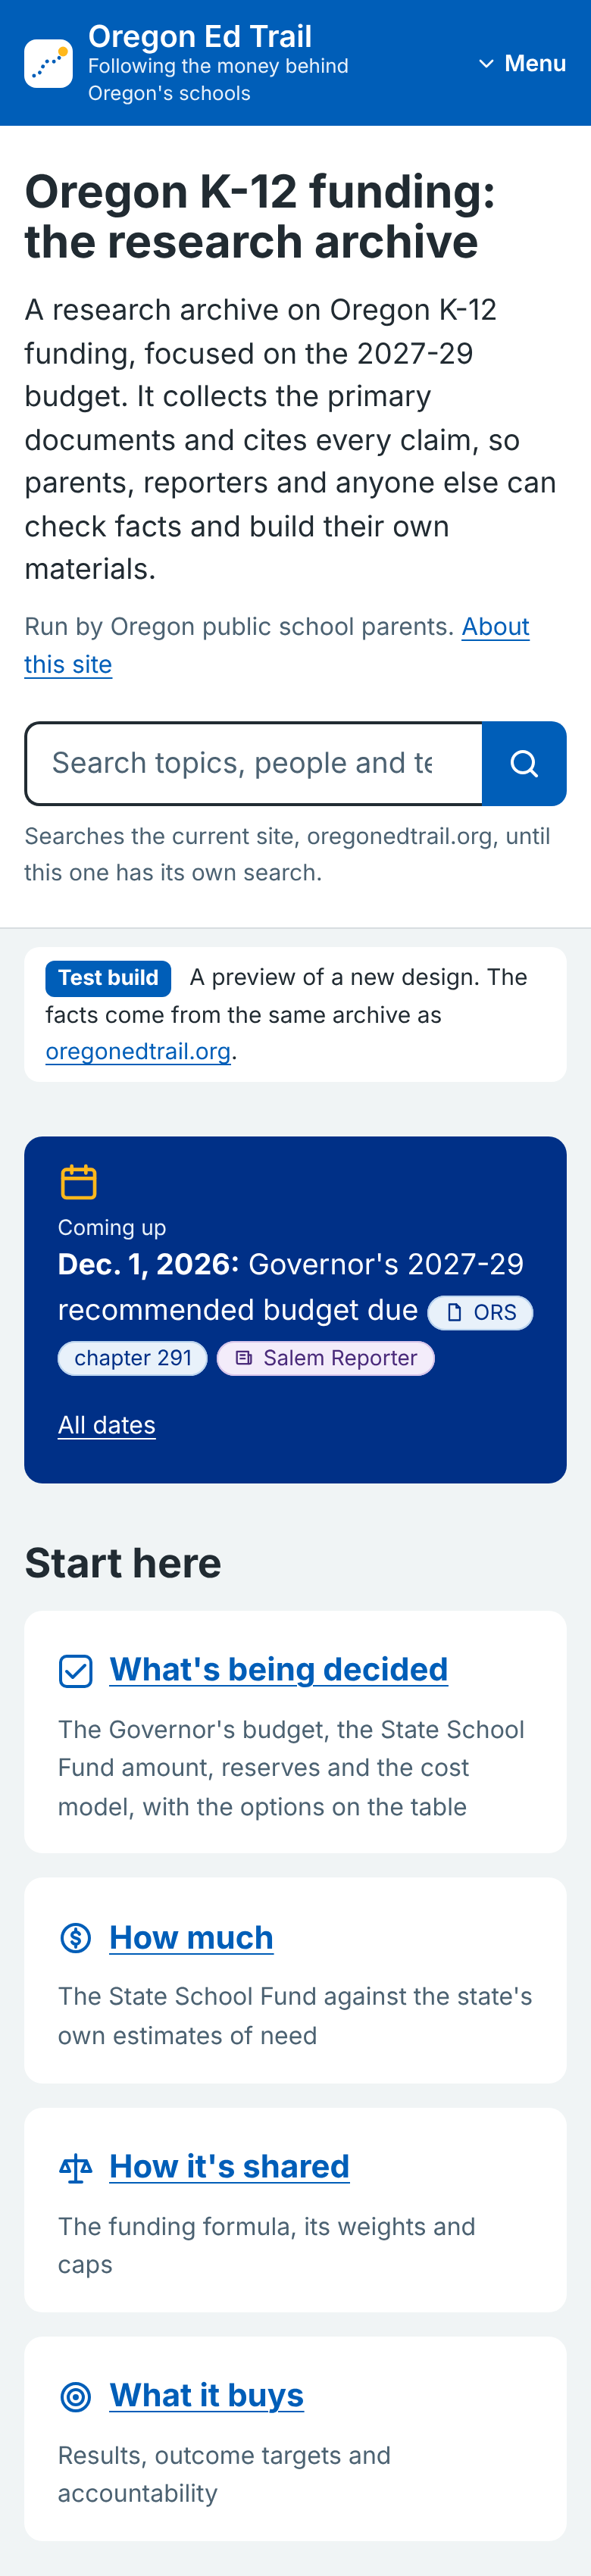 Oregon Ed Trail
Following the money behind
Oregon's schools
Menu
Oregon K-12 funding:
the research archive
A research archive on Oregon K-12
funding, focused on the 2027-29
budget. It collects the primary
documents and cites every claim, so
parents, reporters and anyone else can
check facts and build their own
materials.
Run by Oregon public school parents. About
this site
Search topics, people and te
Searches the current site, oregonedtrail.org, until
this one has its own search.
Test build A preview of a new design. The
facts come from the same archive as
oregonedtrail.org.
Coming up
Dec. 1, 2026: Governor's 2027-29
recommended budget due ORS
chapter 291 Salem Reporter
All dates
Start here
What's being decided
The Governor's budget, the State School
Fund amount, reserves and the cost
model, with the options on the table
How much
The State School Fund against the state's
own estimates of need
How it's shared
The funding formula, its weights and
caps
What it buys
Results, outcome targets and
accountability